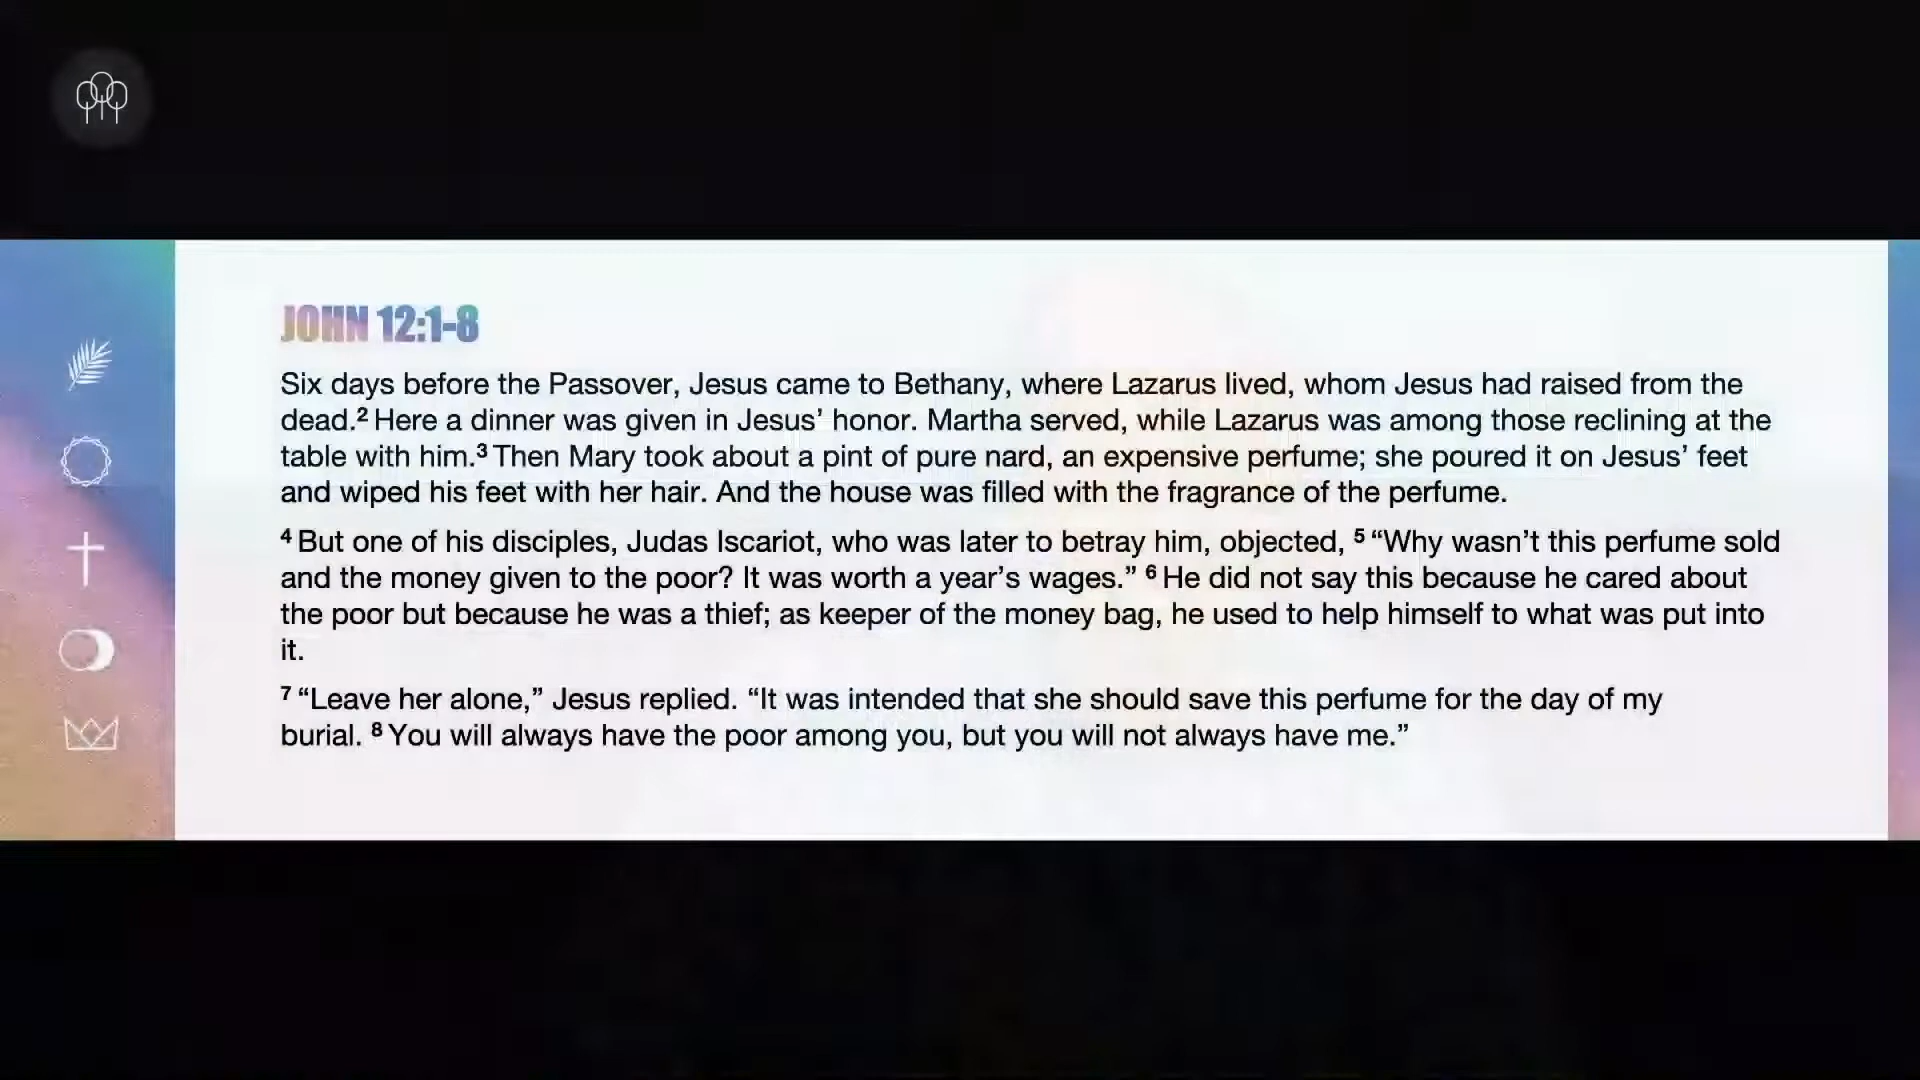 JOHN 12:1-8
Six days before the Passover, Jesus came to Bethany, where Lazarus lived, whom Jesus had raised from the
dead.² Here a dinner was given in Jesus’ honor. Martha served, while Lazarus was among those reclining at the
table with him.³ Then Mary took about a pint of pure nard, an expensive perfume; she poured it on Jesus’ feet
and wiped his feet with her hair. And the house was filled with the fragrance of the perfume.
⁴ But one of his disciples, Judas Iscariot, who was later to betray him, objected, ⁵ “Why wasn’t this perfume sold
and the money given to the poor? It was worth a year’s wages.” ⁶ He did not say this because he cared about
the poor but because he was a thief; as keeper of the money bag, he used to help himself to what was put into
it.
⁷ “Leave her alone,” Jesus replied. “It was intended that she should save this perfume for the day of my
burial. ⁸ You will always have the poor among you, but you will not always have me.”